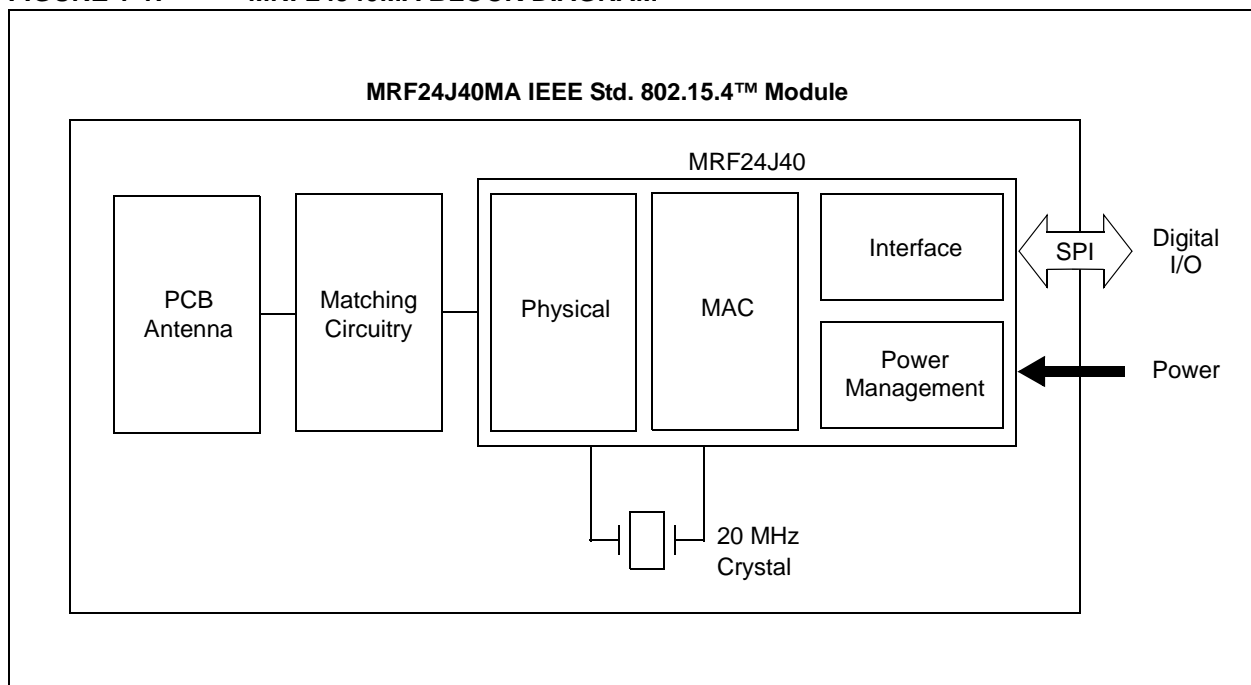 MRF24J40MA IEEE Std. 802.15.4™ Module
MRF24J40
PCB
Antenna
Matching
Circuitry
Physical
MAC
Interface
Power
Management
SPI
Digital
I/O
Power
20 MHz
Crystal